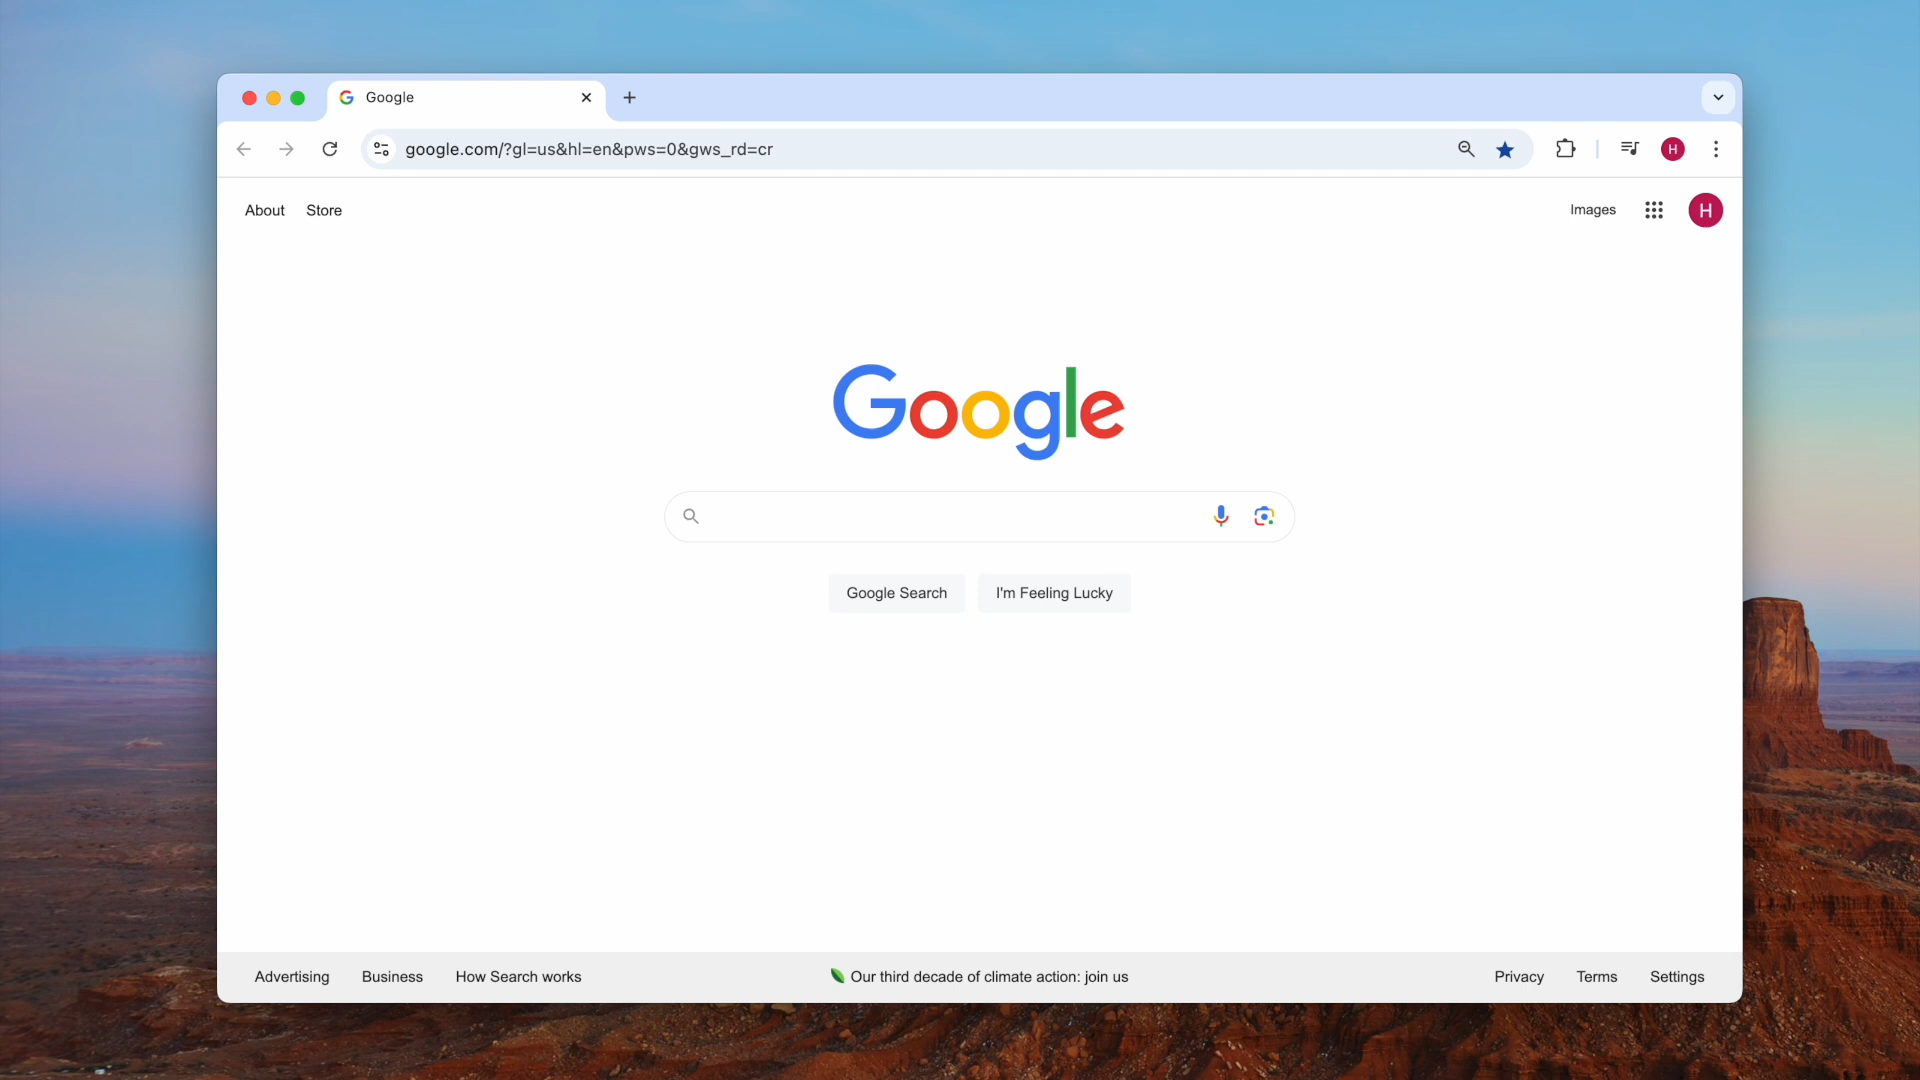 Google
google.com/?gl=us&hl=en&pws=0&gws_rd=cr
H
About Store
Images
H
Google
Google Search I'm Feeling Lucky
Advertising Business How Search works
Our third decade of climate action: join us
Privacy Terms Settings